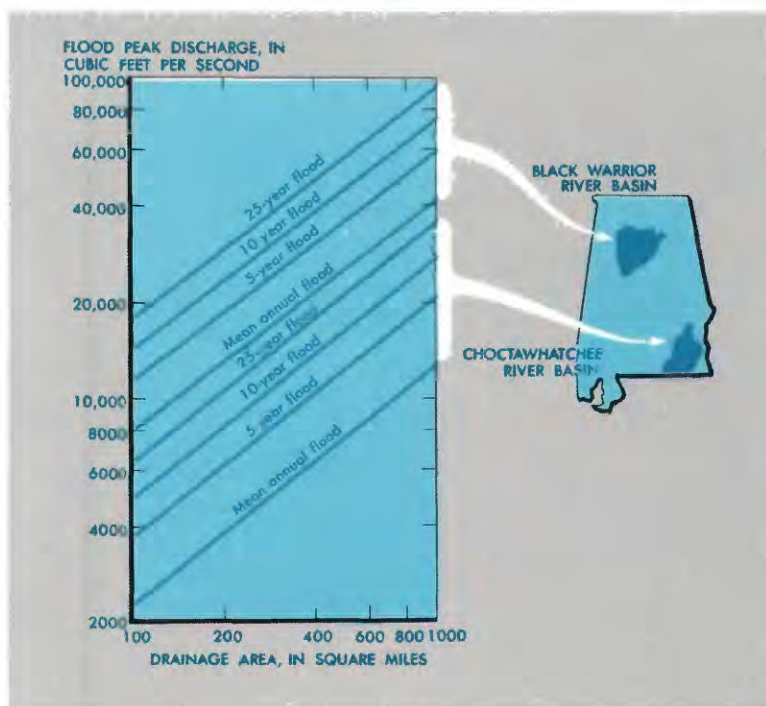 FLOOD PEAK DISCHARGE, IN
CUBIC FEET PER SECOND
100,000
80,000
60,000
40,000
20,000
10,000
8000
6000
4000
2000
25-year flood
10-year flood
5-year flood
Mean annual flood
25-year flood
10-year flood
5-year flood
Mean annual flood
100
200
400
600
800
1000
DRAINAGE AREA, IN SQUARE MILES
BLACK WARRIOR
RIVER BASIN
CHOCTAWHATCHEE
RIVER BASIN